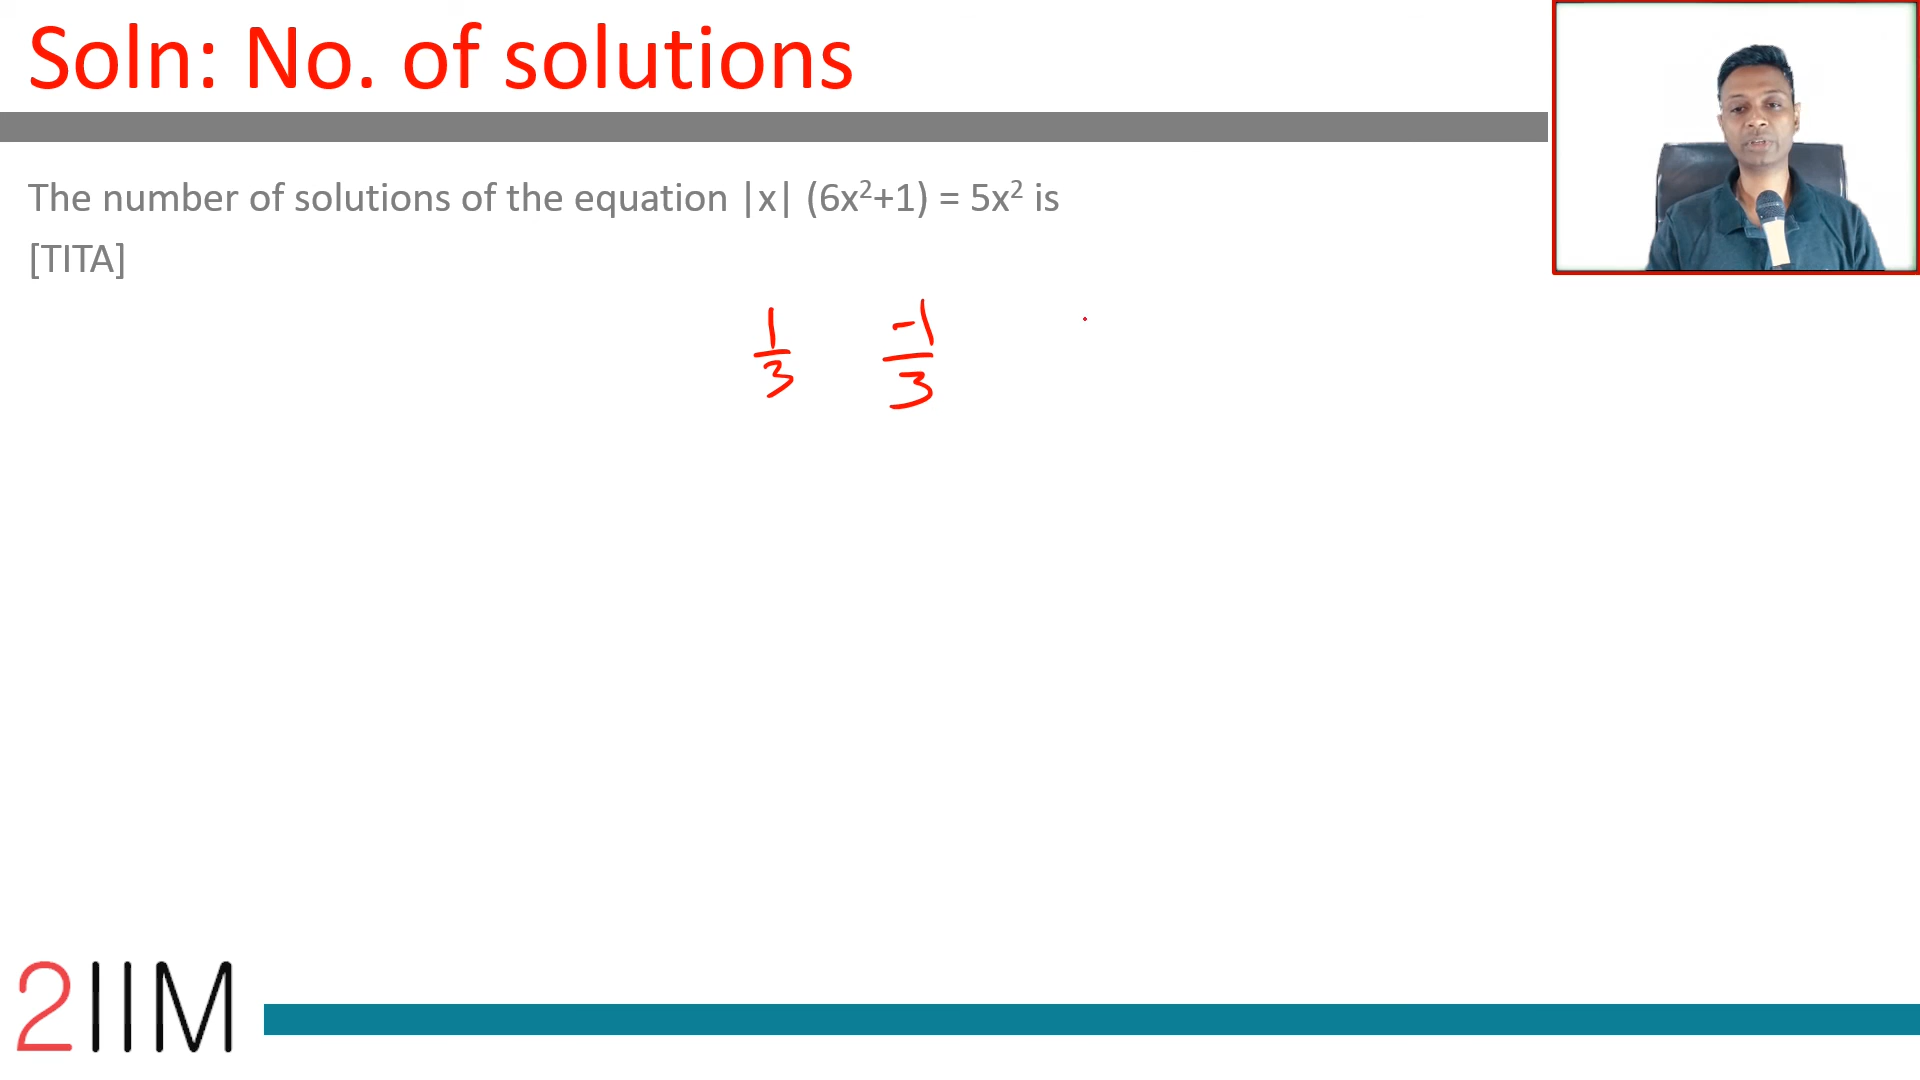 Soln: No. of solutions
The number of solutions of the equation |x| (6x²+1) = 5x² is
[TITA]
1/3 -1/3
2IIM